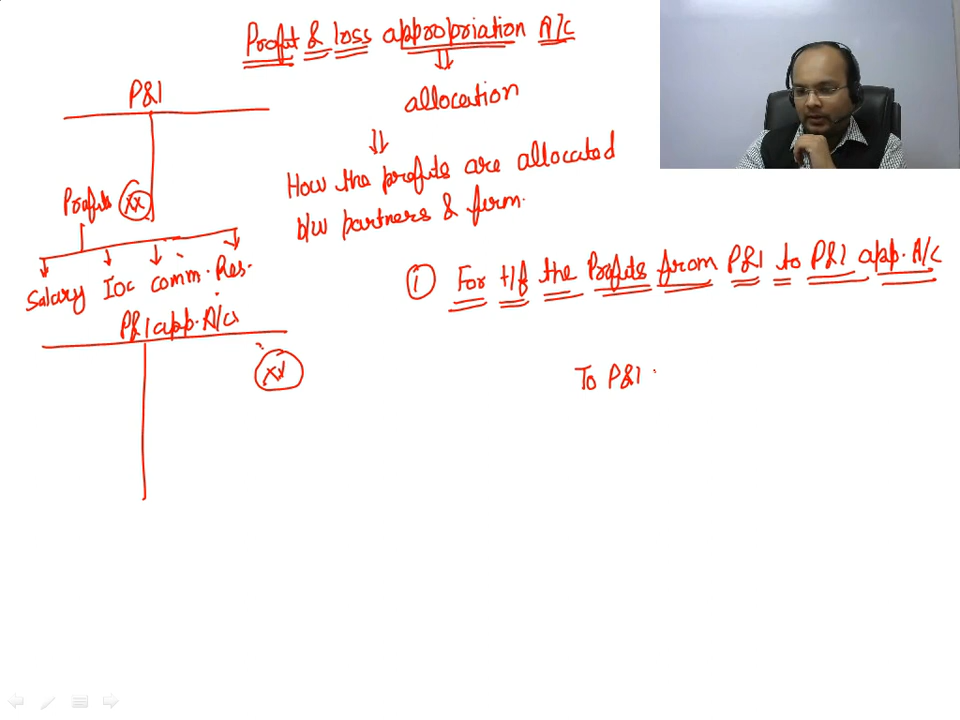 Profit & loss appropriation A/C
P&l
allocation
How the profits are allocated
b/w partners & firm.
Profits xx
Salary Ioc comm. Res.
① For t/f the Profits from P&l to P&l app. A/C
P&l app. A/c
xx
To P&l